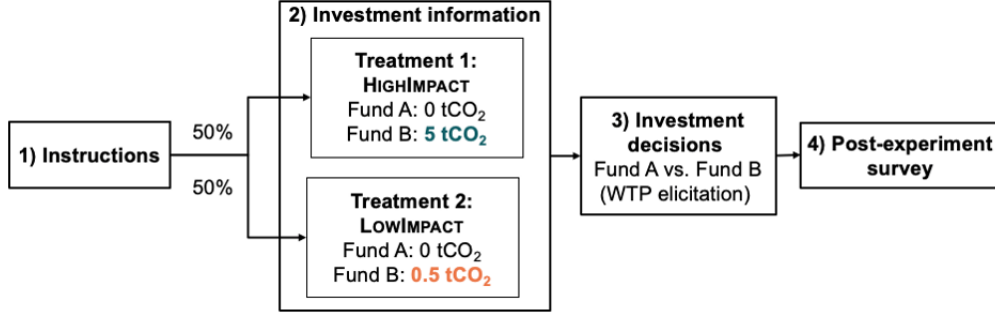 2) Investment information
Treatment 1:
HIGHIMPACT
Fund A: 0 tCO₂
Fund B: 5 tCO₂
50%
1) Instructions
50%
3) Investment
decisions
Fund A vs. Fund B
(WTP elicitation)
4) Post-experiment
survey
Treatment 2:
LOWIMPACT
Fund A: 0 tCO₂
Fund B: 0.5 tCO₂